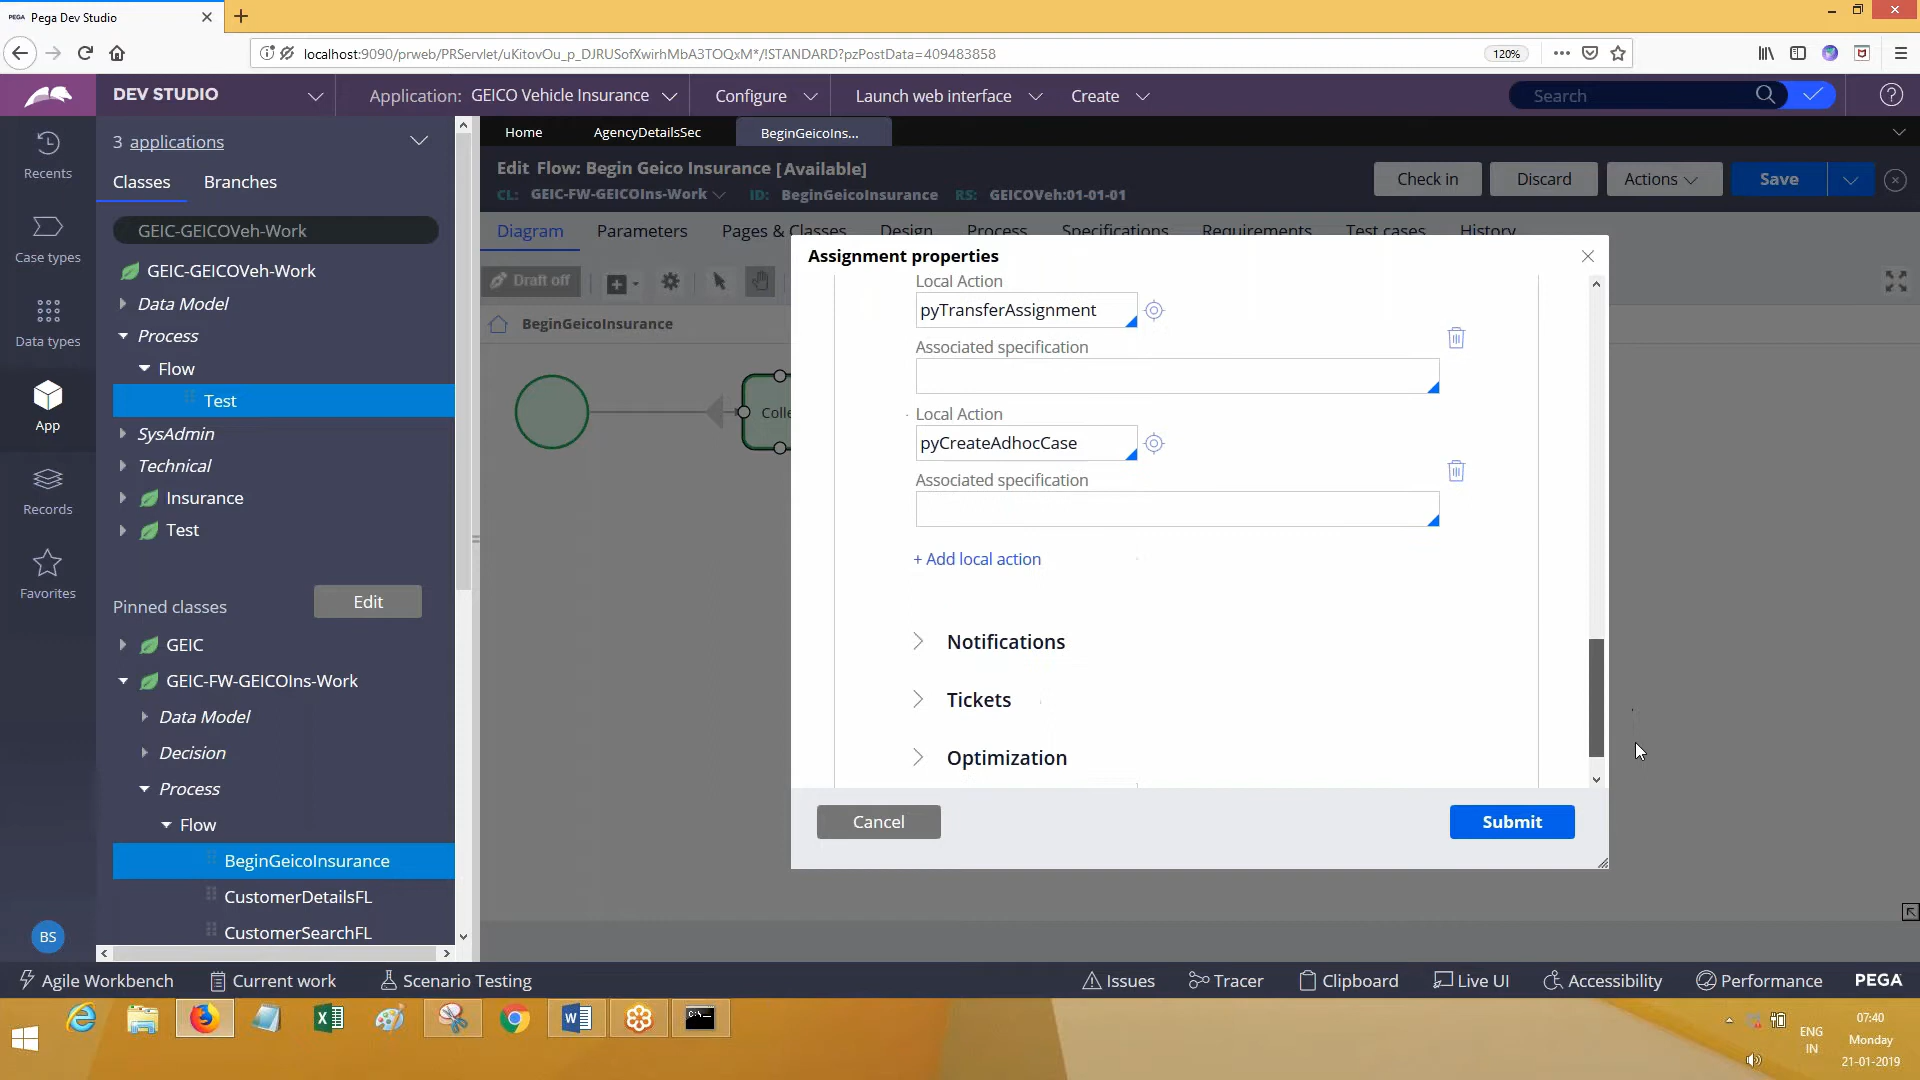 PEGA Pega Dev Studio
localhost:9090/prweb/PRServlet/uKitovOu_p_DJRUSofXwirhMbA3TOQxM*/!STANDARD?pzPostData=409483858
120%
DEV STUDIO
Application: GEICO Vehicle Insurance
Configure
Launch web interface
Create
Search
Recents
Case types
Data types
App
Records
Favorites
BS
3 applications
Classes
Branches
GEIC-GEICOVeh-Work
GEIC-GEICOVeh-Work
Data Model
Process
Flow
Test
SysAdmin
Technical
Insurance
Test
Pinned classes
Edit
GEIC
GEIC-FW-GEICOIns-Work
Data Model
Decision
Process
Flow
BeginGeicoInsurance
CustomerDetailsFL
CustomerSearchFL
Home
AgencyDetailsSec
BeginGeicoIns...
Edit Flow: Begin Geico Insurance [Available]
CL: GEIC-FW-GEICOIns-Work ID: BeginGeicoInsurance RS: GEICOVeh:01-01-01
Check in
Discard
Actions
Save
Diagram
Parameters
Pages & Classes
Design
Process
Specifications
Requirements
Test cases
History
Draft off
BeginGeicoInsurance
Colle
Assignment properties
Local Action
pyTransferAssignment
Associated specification
Local Action
pyCreateAdhocCase
Associated specification
+ Add local action
Notifications
Tickets
Optimization
Cancel
Submit
Agile Workbench
Current work
Scenario Testing
Issues
Tracer
Clipboard
Live UI
Accessibility
Performance
PEGA
ENG
IN
07:40
Monday
21-01-2019